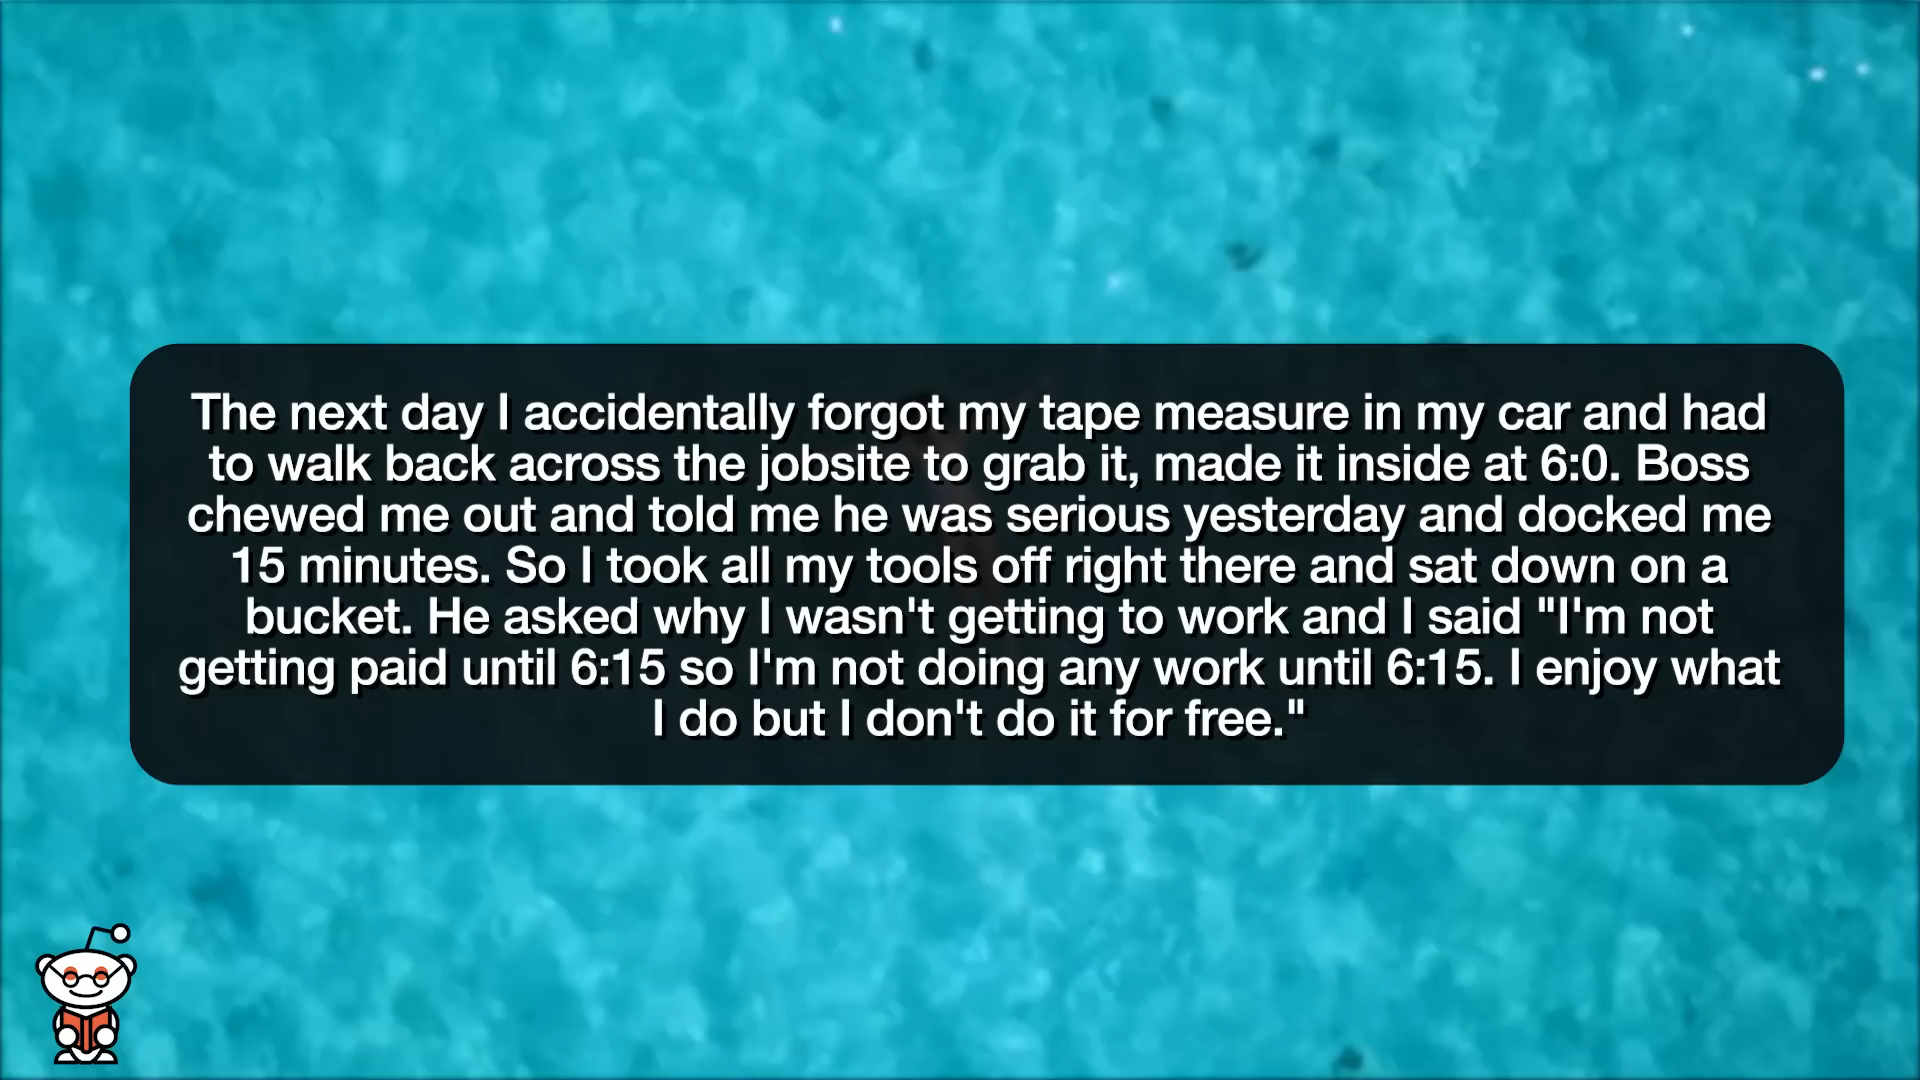 The next day I accidentally forgot my tape measure in my car and had
to walk back across the jobsite to grab it, made it inside at 6:0. Boss
chewed me out and told me he was serious yesterday and docked me
15 minutes. So I took all my tools off right there and sat down on a
bucket. He asked why I wasn't getting to work and I said "I'm not
getting paid until 6:15 so I'm not doing any work until 6:15. I enjoy what
I do but I don't do it for free."